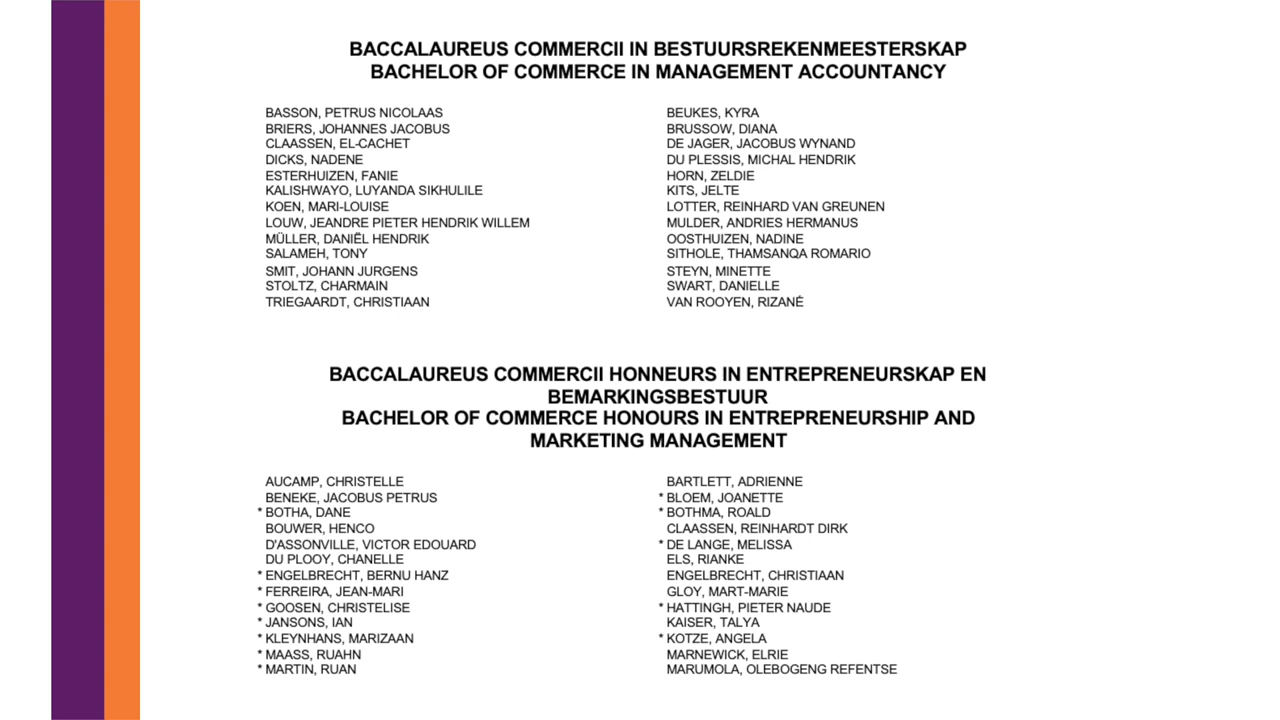 BACCALAUREUS COMMERCII IN BESTUURSREKENMEESTERSKAP
BACHELOR OF COMMERCE IN MANAGEMENT ACCOUNTANCY
BASSON, PETRUS NICOLAAS
BRIERS, JOHANNES JACOBUS
CLAASSEN, EL-CACHET
DICKS, NADENE
ESTERHUIZEN, FANIE
KALISHWAYO, LUYANDA SIKHULILE
KOEN, MARI-LOUISE
LOUW, JEANDRE PIETER HENDRIK WILLEM
MÜLLER, DANIËL HENDRIK
SALAMEH, TONY
SMIT, JOHANN JURGENS
STOLTZ, CHARMAIN
TRIEGAARDT, CHRISTIAAN
BEUKES, KYRA
BRUSSOW, DIANA
DE JAGER, JACOBUS WYNAND
DU PLESSIS, MICHAL HENDRIK
HORN, ZELDIE
KITS, JELTE
LOTTER, REINHARD VAN GREUNEN
MULDER, ANDRIES HERMANUS
OOSTHUIZEN, NADINE
SITHOLE, THAMSANQA ROMARIO
STEYN, MINETTE
SWART, DANIELLE
VAN ROOYEN, RIZANÉ
BACCALAUREUS COMMERCII HONNEURS IN ENTREPRENEURSKAP EN
BEMARKINGSBESTUUR
BACHELOR OF COMMERCE HONOURS IN ENTREPRENEURSHIP AND
MARKETING MANAGEMENT
AUCAMP, CHRISTELLE
BENEKE, JACOBUS PETRUS
* BOTHA, DANE
BOUWER, HENCO
D'ASSONVILLE, VICTOR EDOUARD
DU PLOOY, CHANELLE
* ENGELBRECHT, BERNU HANZ
* FERREIRA, JEAN-MARI
* GOOSEN, CHRISTELISE
* JANSONS, IAN
* KLEYNHANS, MARIZAAN
* MAASS, RUAHN
* MARTIN, RUAN
BARTLETT, ADRIENNE
* BLOEM, JOANETTE
* BOTHMA, ROALD
CLAASSEN, REINHARDT DIRK
* DE LANGE, MELISSA
ELS, RIANKE
ENGELBRECHT, CHRISTIAAN
GLOY, MART-MARIE
* HATTINGH, PIETER NAUDE
KAISER, TALYA
* KOTZE, ANGELA
MARNEWICK, ELRIE
MARUMOLA, OLEBOGENG REFENTSE